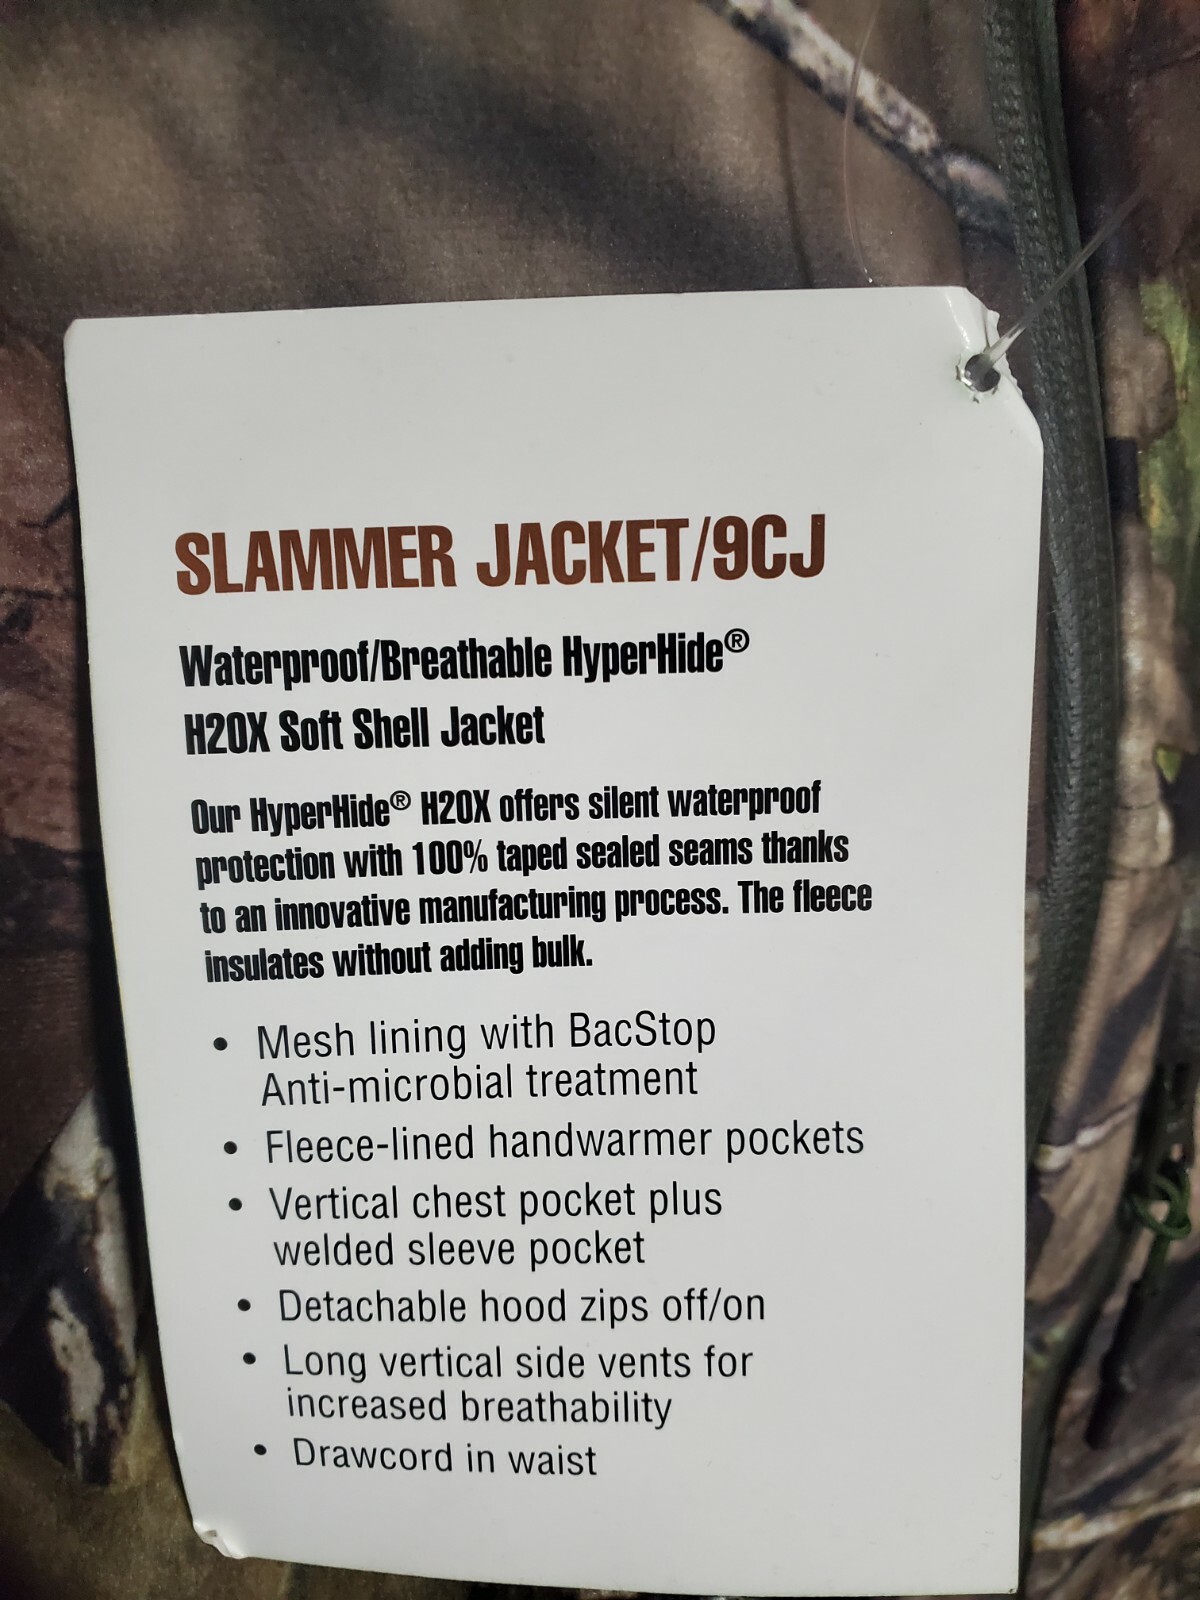 SLAMMER JACKET/9CJ
Waterproof/Breathable HyperHide®
H20X Soft Shell Jacket
Our HyperHide® H20X offers silent waterproof
protection with 100% taped sealed seams thanks
to an innovative manufacturing process. The fleece
insulates without adding bulk.
• Mesh lining with BacStop
Anti-microbial treatment
• Fleece-lined handwarmer pockets
• Vertical chest pocket plus
welded sleeve pocket
• Detachable hood zips off/on
• Long vertical side vents for
increased breathability
• Drawcord in waist